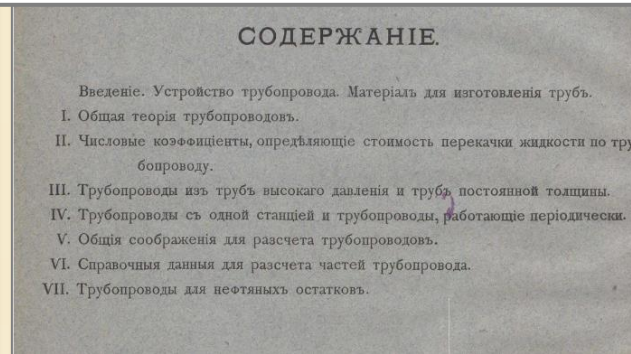 СОДЕРЖАНІЕ.
Введеніе. Устройство трубопровода. Матеріалъ для изготовленія трубъ.
I. Общая теорія трубопроводовъ.
II. Числовые коэффиціенты, опредѣляющіе стоимость перекачки жидкости по тру
бопроводу.
III. Трубопроводы изъ трубъ высокаго давленія и трубъ постоянной толщины.
IV. Трубопроводы съ одной станціей и трубопроводы, работающіе періодически.
V. Общія соображенія для разсчета трубопроводовъ.
VI. Справочныя данныя для разсчета частей трубопровода.
VII. Трубопроводы для нефтяныхъ остатковъ.